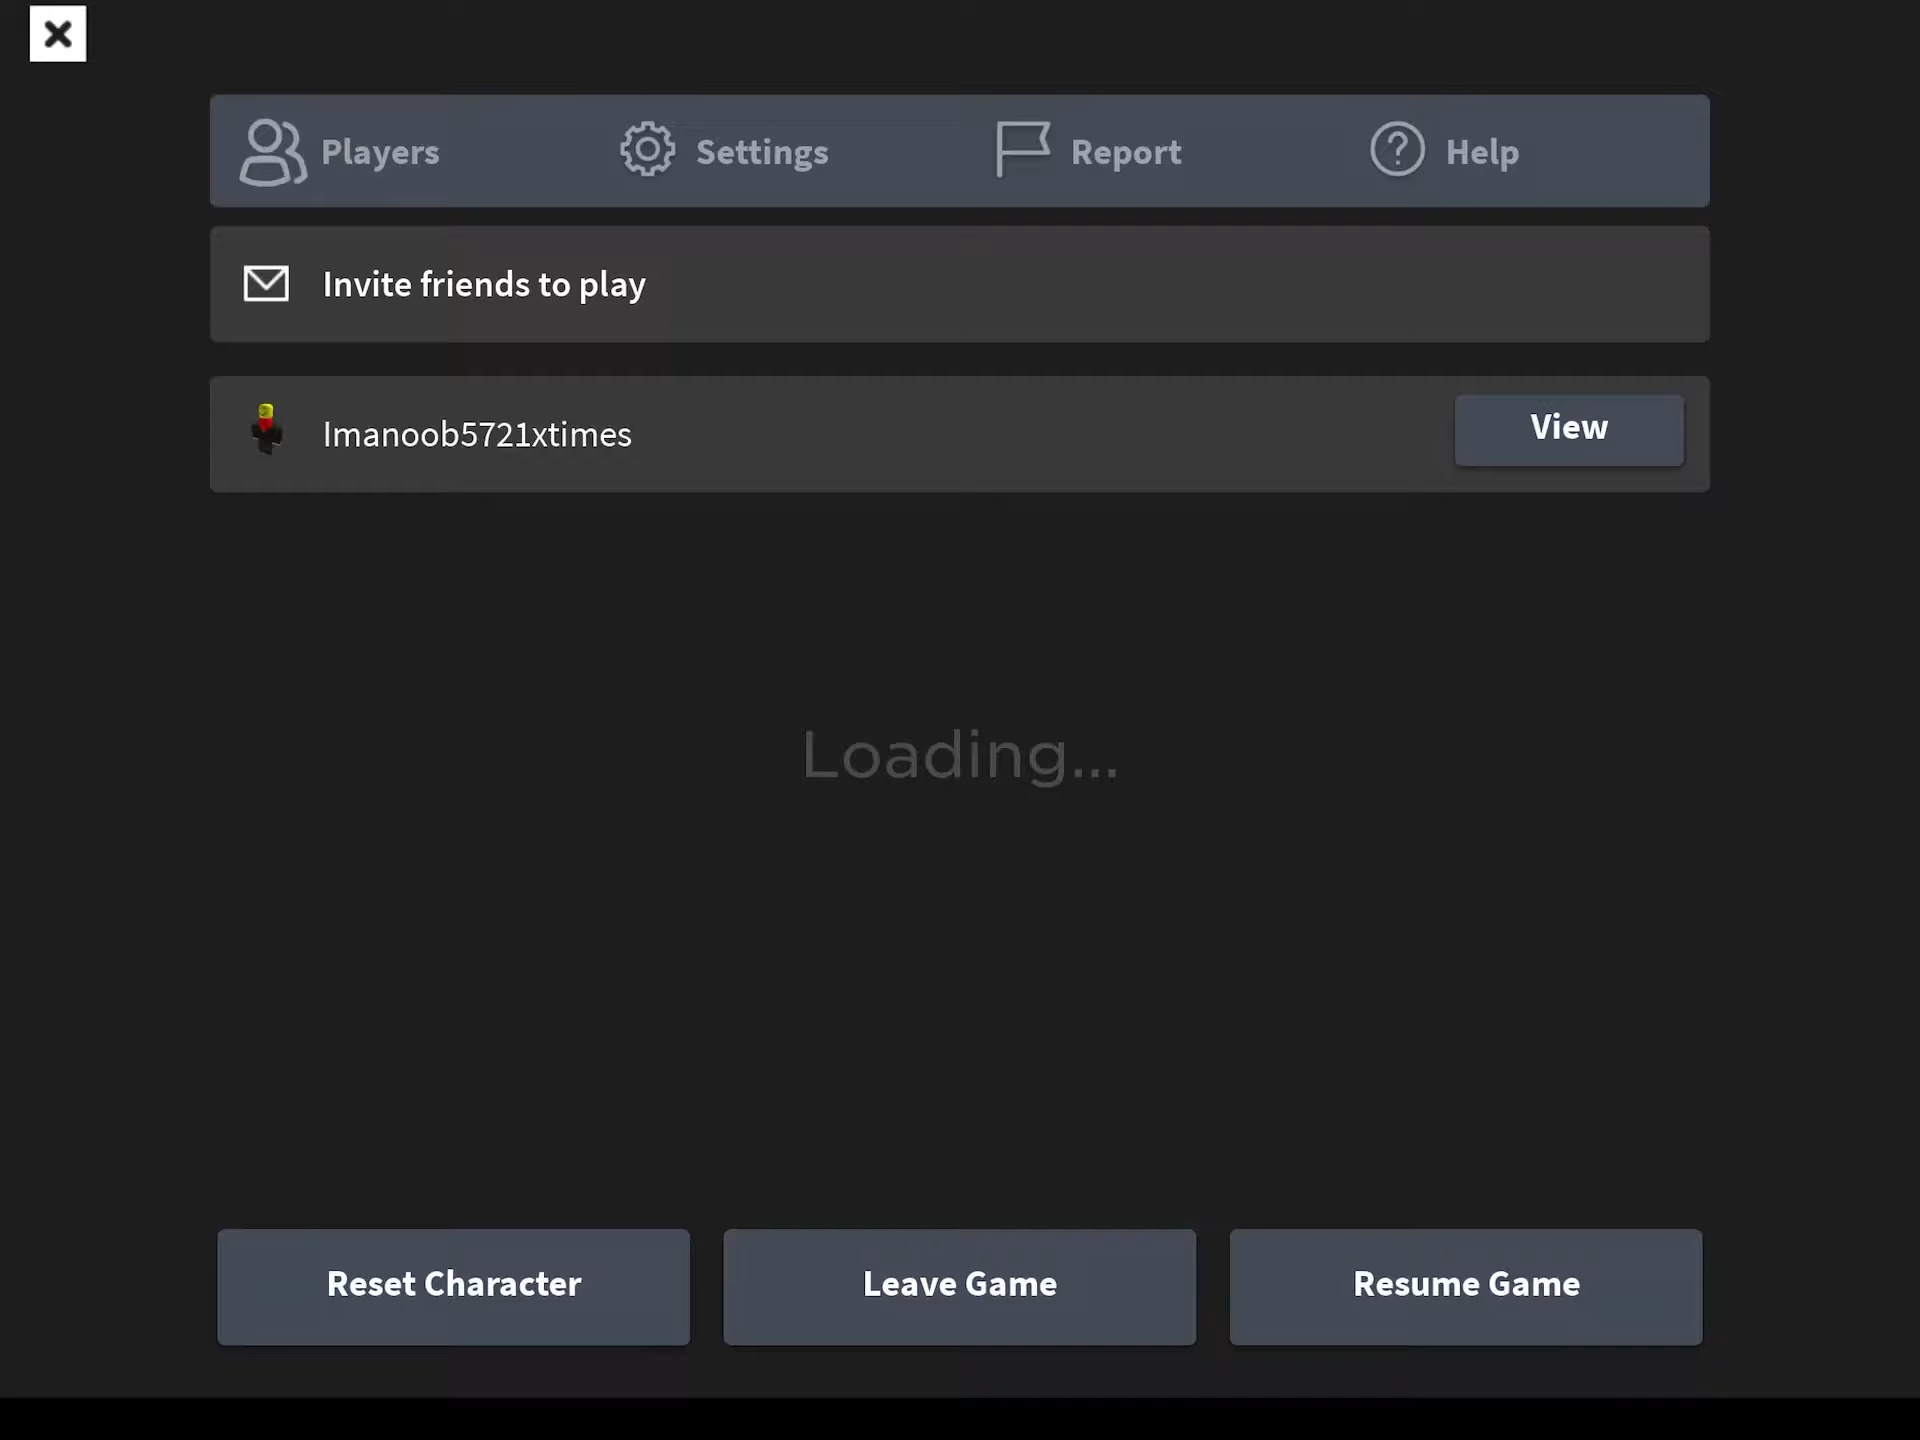 Players
Settings
Report
Help
Invite friends to play
Imanoob5721xtimes
View
Loading...
Reset Character
Leave Game
Resume Game